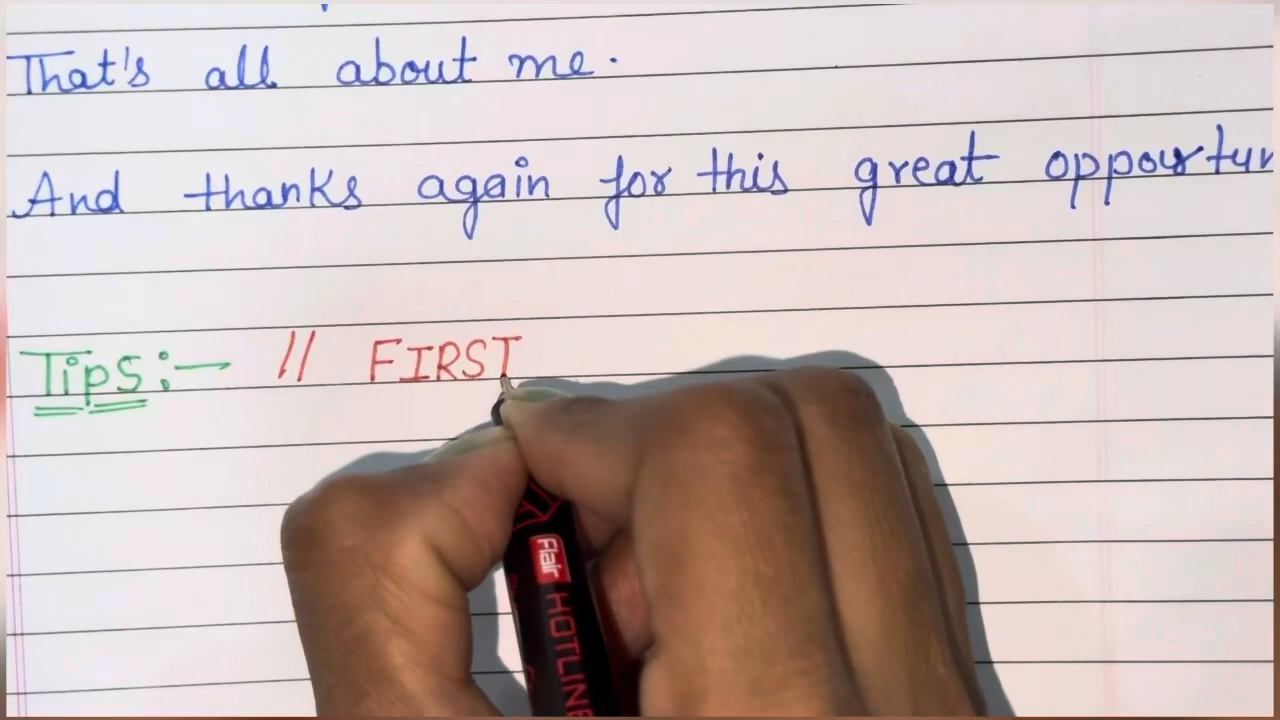 That's all about me.
And thanks again for this great opportun
Tips:- // FIRST
Flair HOTLINE